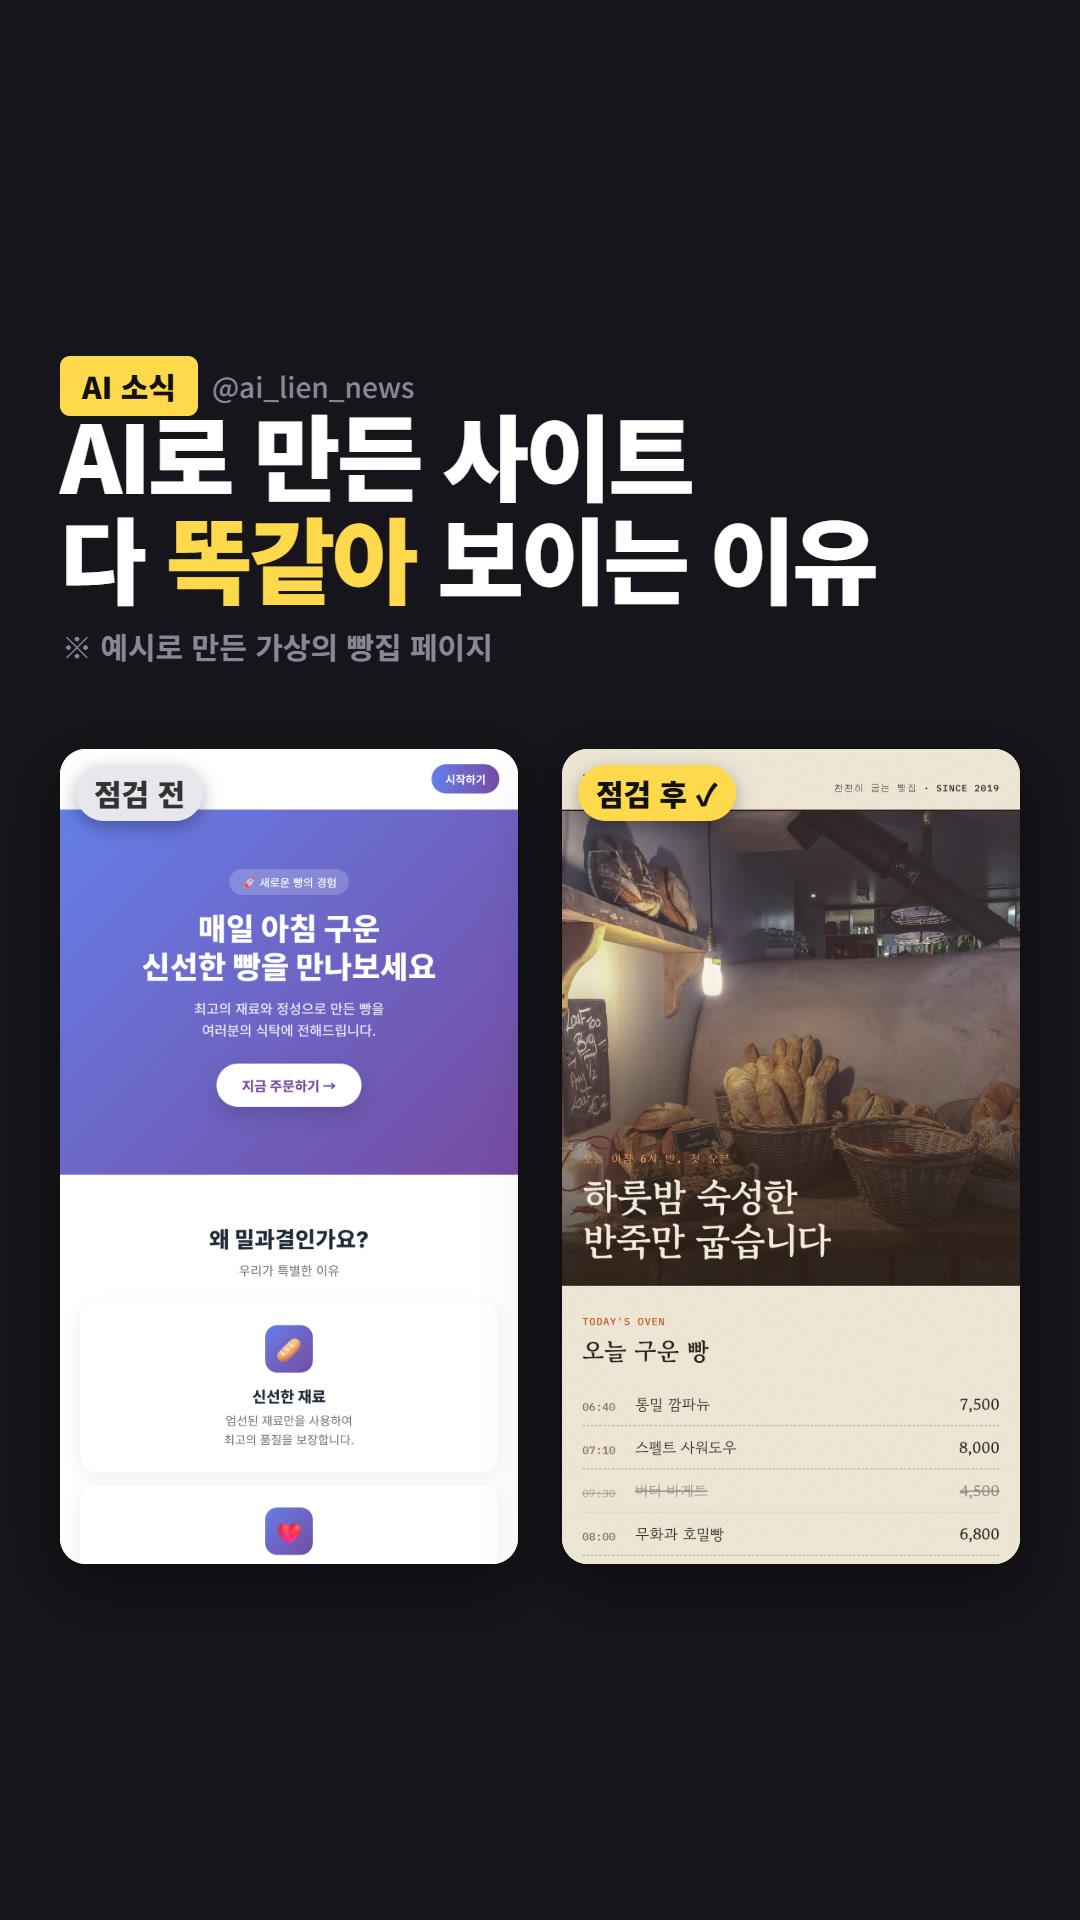 AI 소식 @ai_lien_news
AI로 만든 사이트
다 똑같아 보이는 이유
※ 예시로 만든 가상의 빵집 페이지
점검 전
시작하기
🚀 새로운 빵의 경험
매일 아침 구운
신선한 빵을 만나보세요
최고의 재료와 정성으로 만든 빵을
여러분의 식탁에 전해드립니다.
지금 주문하기 →
왜 밀과결인가요?
우리가 특별한 이유
신선한 재료
엄선된 재료만을 사용하여
최고의 품질을 보장합니다.
점검 후 ✓
천천히 굽는 빵집 · SINCE 2019
오늘 아침 6시 반, 첫 오븐
하룻밤 숙성한
반죽만 굽습니다
TODAY'S OVEN
오늘 구운 빵
06:40 통밀 깜파뉴 7,500
07:10 스펠트 사워도우 8,000
07:30 버터 바게트 4,500
08:00 무화과 호밀빵 6,800